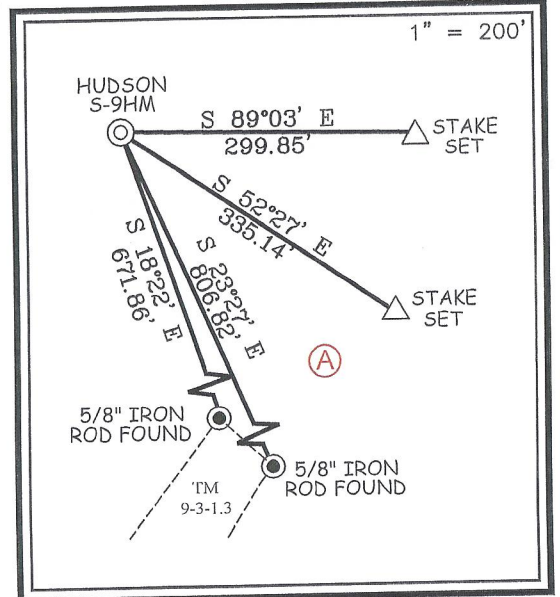 1" = 200'
HUDSON
S-9HM
S 89°03' E
299.85'
STAKE
SET
S 52°27' E
335.14'
STAKE
SET
S 18°22' E
671.86'
S 23°27' E
806.82'
A
5/8" IRON
ROD FOUND
5/8" IRON
ROD FOUND
TM
9-3-1.3